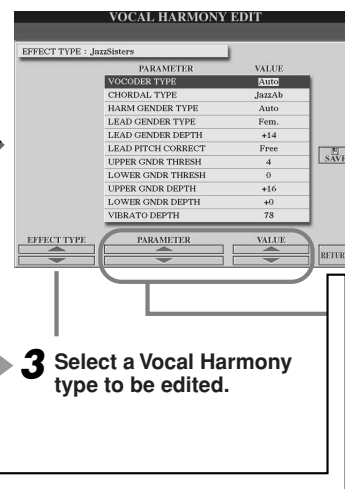 VOCAL HARMONY EDIT
EFFECT TYPE : JazzSisters
PARAMETER VALUE
VOCODER TYPE Auto
CHORDAL TYPE JazzAb
HARM GENDER TYPE Auto
LEAD GENDER TYPE Fem.
LEAD GENDER DEPTH +14
LEAD PITCH CORRECT Free
UPPER GNDR THRESH 4
LOWER GNDR THRESH 0
UPPER GNDR DEPTH +16
LOWER GNDR DEPTH +0
VIBRATO DEPTH 78
SAVE
EFFECT TYPE PARAMETER VALUE
RETUR
3 Select a Vocal Harmony
type to be edited.